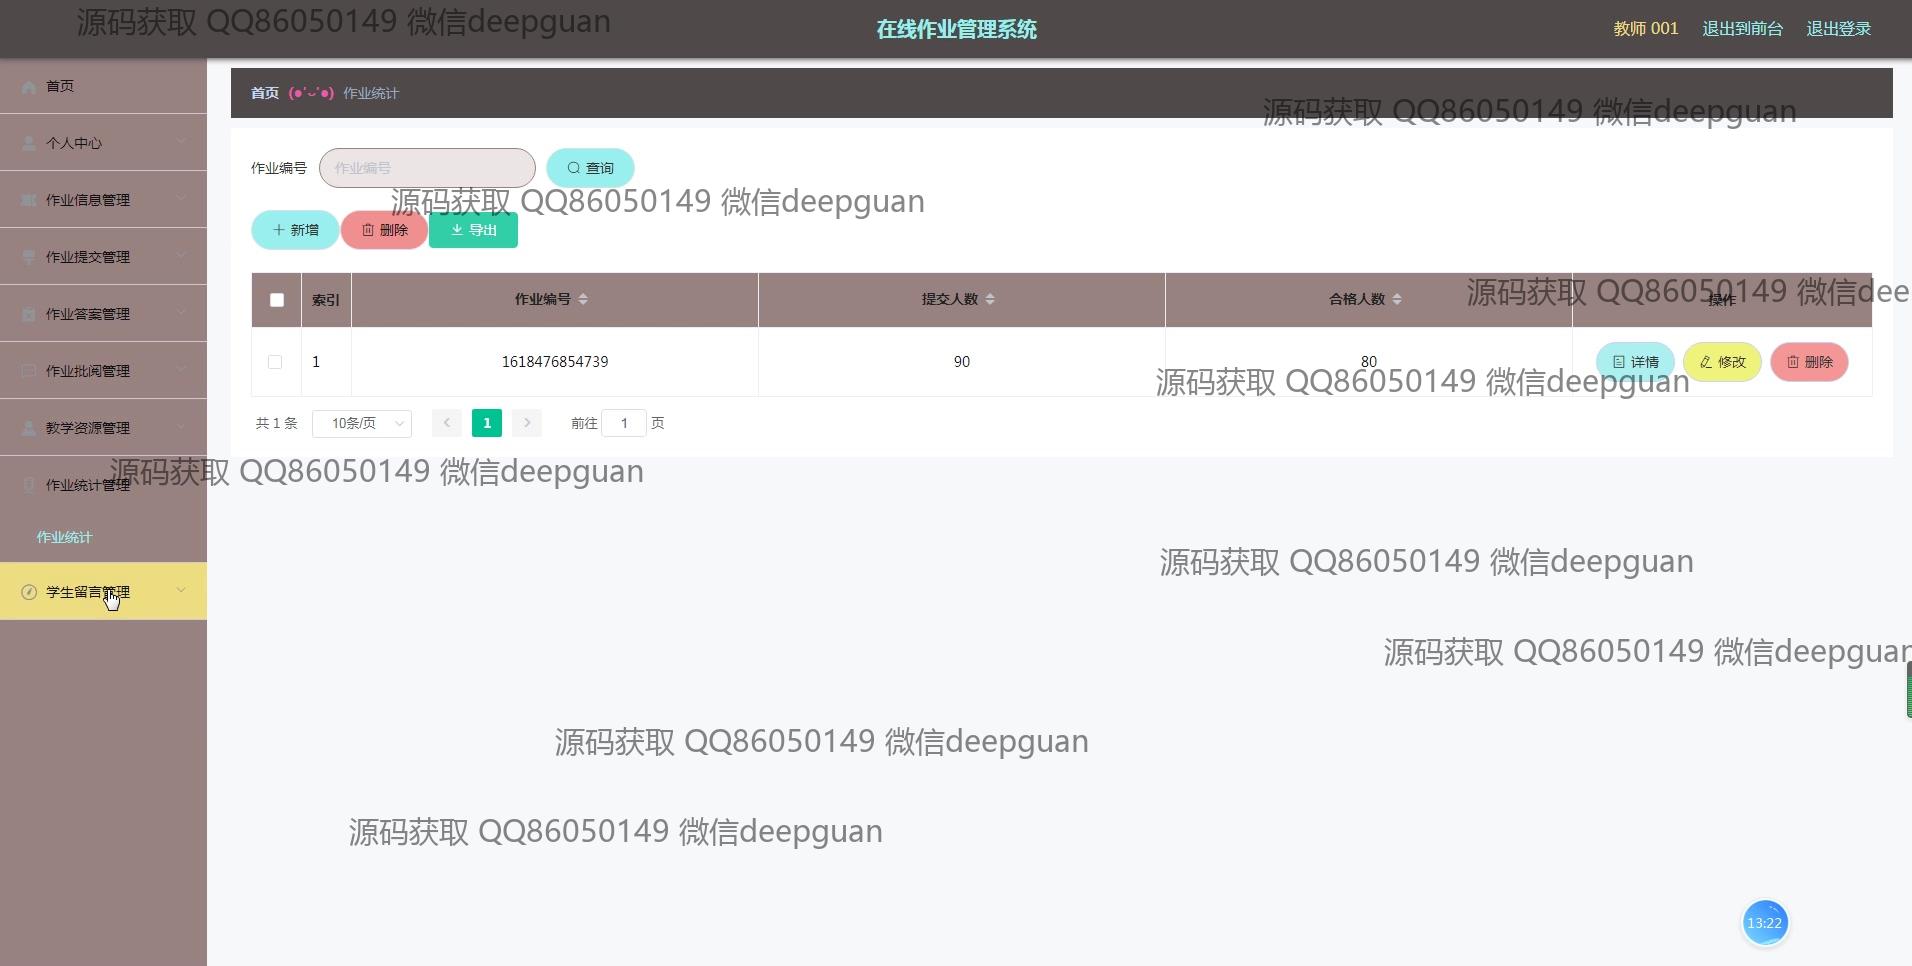 源码获取 QQ86050149 微信deepguan
在线作业管理系统
教师 001 退出到前台 退出登录
首页
个人中心
作业信息管理
作业提交管理
作业答案管理
作业批阅管理
教学资源管理
作业统计管理
作业统计
学生留言管理
首页 (●'ᴗ'●) 作业统计
源码获取 QQ86050149 微信deepguan
作业编号 作业编号 查询
源码获取 QQ86050149 微信deepguan
新增 删除 导出
索引 作业编号 提交人数 合格人数 操作
源码获取 QQ86050149 微信dee
1 1618476854739 90 80 详情 修改 删除
源码获取 QQ86050149 微信deepguan
共 1 条 10条/页 1 前往 1 页
源码获取 QQ86050149 微信deepguan
源码获取 QQ86050149 微信deepguan
源码获取 QQ86050149 微信deepguan
源码获取 QQ86050149 微信deepguan
源码获取 QQ86050149 微信deepguan
13:22